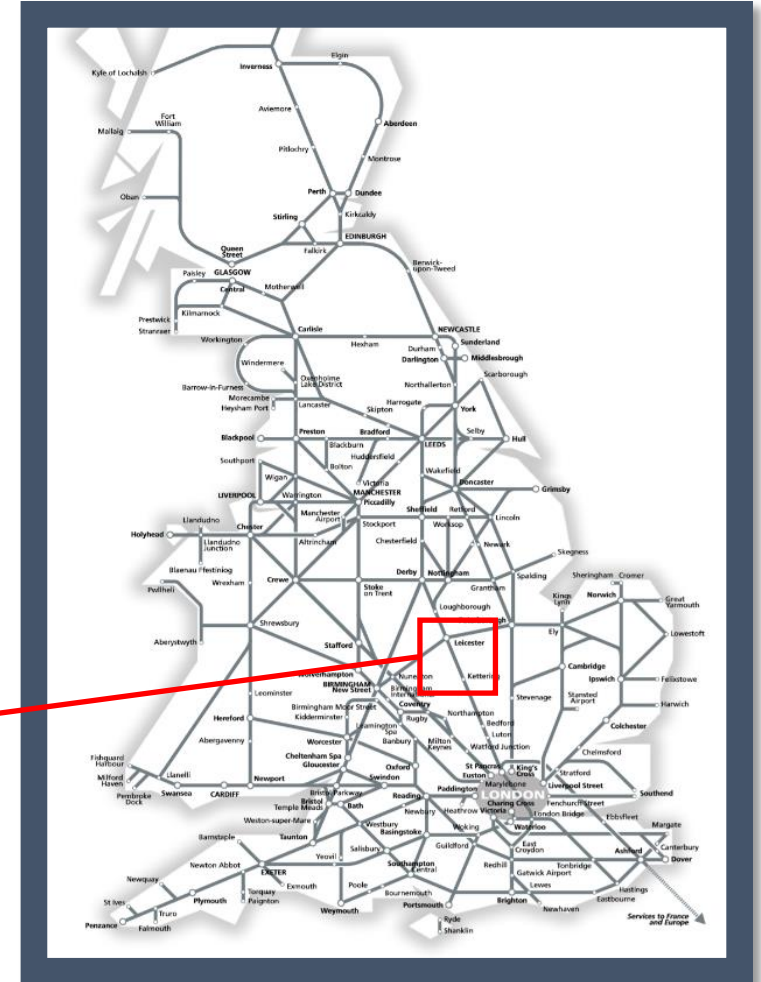 Elgin
Inverness
Kyle of Lochalsh
Aviemore
Fort
William
Aberdeen
Mallaig
Pitlochry
Montrose
Perth
Dundee
Oban
Stirling
Kirkcaldy
EDINBURGH
Queen
Street
Falkirk
Berwick-
upon-Tweed
Paisley
GLASGOW
Central
Motherwell
Prestwick
Kilmarnock
Stranraer
Carlisle
NEWCASTLE
Workington
Hexham
Durham
Sunderland
Darlington
Middlesbrough
Windermere
Scarborough
Oxenholme
Lake District
Northallerton
Barrow-in-Furness
Morecambe
Heysham Port
Lancaster
Harrogate
Skipton
York
Blackpool
Preston
Bradford
Selby
Hull
Blackburn
LEEDS
Huddersfield
Southport
Bolton
Wakefield
Wigan
Victoria
Doncaster
LIVERPOOL
Warrington
MANCHESTER
Piccadilly
Grimsby
Manchester
Airport
Sheffield
Retford
Llandudno
Stockport
Worksop
Lincoln
Chester
Holyhead
Llandudno
Junction
Altrincham
Chesterfield
Newark
Skegness
Blaenau Ffestiniog
Derby
Nottingham
Pwllheli
Wrexham
Crewe
Stoke
on Trent
Grantham
Spalding
Sheringham
Cromer
Kings
Lynn
Norwich
Great
Yarmouth
Loughborough
Shrewsbury
Aberystwyth
Stafford
Leicester
Ely
Lowestoft
Wolverhampton
Nuneaton
Kettering
Cambridge
BIRMINGHAM
New Street
Birmingham
International
Ipswich
Felixstowe
Leominster
Coventry
Stevenage
Stansted
Airport
Harwich
Birmingham Moor Street
Kidderminster
Rugby
Northampton
Hereford
Leamington
Spa
Bedford
Colchester
Worcester
Banbury
Milton
Keynes
Luton
Abergavenny
Watford Junction
Chelmsford
Fishguard
Harbour
Cheltenham Spa
Gloucester
Oxford
St Pancras
Euston
King's
Cross
Stratford
Milford
Haven
Llanelli
Newport
Swindon
Paddington
Marylebone
Liverpool Street
Pembroke
Dock
Swansea
CARDIFF
Bristol Parkway
Reading
LONDON
Southend
Bristol
Temple Meads
Bath
Newbury
Heathrow
Victoria
Charing Cross
Fenchurch Street
Weston-super-Mare
London Bridge
Ebbsfleet
Westbury
Basingstoke
Woking
Waterloo
Margate
Barnstaple
Taunton
Salisbury
Guildford
East
Croydon
Canterbury
Yeovil
Redhill
Ashford
Dover
Newton Abbot
EXETER
Southampton
Central
Gatwick Airport
Tonbridge
Newquay
Exmouth
Poole
Lewes
Hastings
Plymouth
Torquay
Paignton
Bournemouth
Eastbourne
St Ives
Weymouth
Portsmouth
Brighton
Newhaven
Truro
Penzance
Falmouth
Ryde
Shanklin
Services to France
and Europe